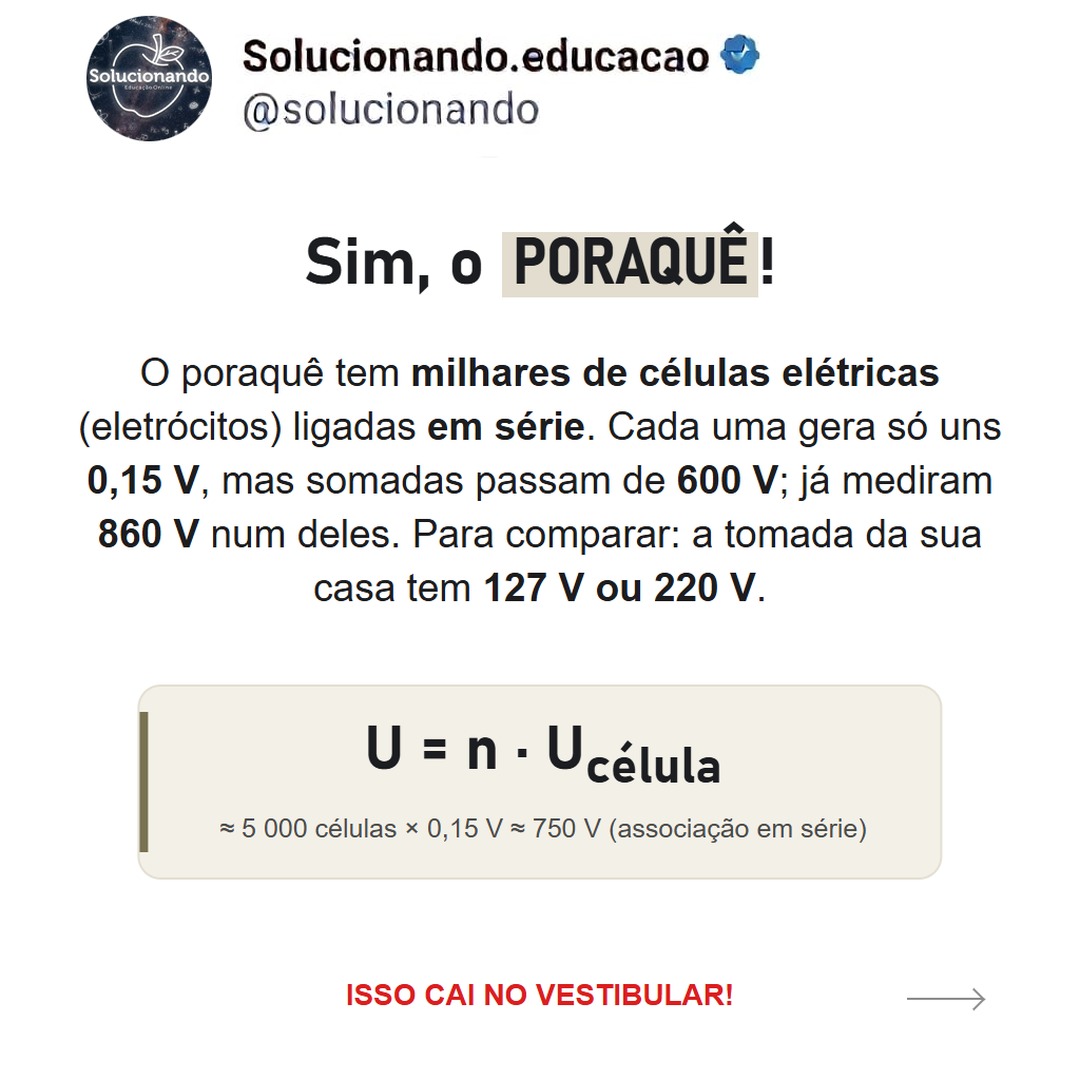 Solucionando
Educação Online
Solucionando.educacao
@solucionando
Sim, o PORAQUÊ!
O poraquê tem milhares de células elétricas
(eletrócitos) ligadas em série. Cada uma gera só uns
0,15 V, mas somadas passam de 600 V; já mediram
860 V num deles. Para comparar: a tomada da sua
casa tem 127 V ou 220 V.
U = n · Ucélula
≈ 5 000 células × 0,15 V ≈ 750 V (associação em série)
ISSO CAI NO VESTIBULAR!